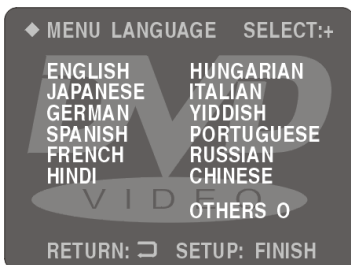 ◆ MENU LANGUAGE SELECT:+
ENGLISH HUNGARIAN
JAPANESE ITALIAN
GERMAN YIDDISH
SPANISH PORTUGUESE
FRENCH RUSSIAN
HINDI CHINESE
VIDEO
OTHERS O
RETURN: ⮌ SETUP: FINISH